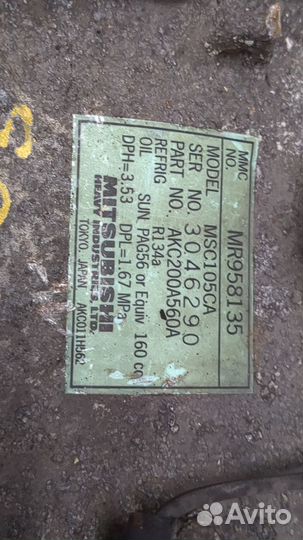 MMC NO. MR958135
MODEL MSC105CA
SER NO. 3046290
PART NO. AKC200A560A
REFRIG R134a
OIL SUN PAG56 or Equiv 160 cc
DPH=3.53 DPL=1.67 MPa
MITSUBISHI
HEAVY INDUSTRIES, LTD.
TOKYO JAPAN AKC011H562
Avito